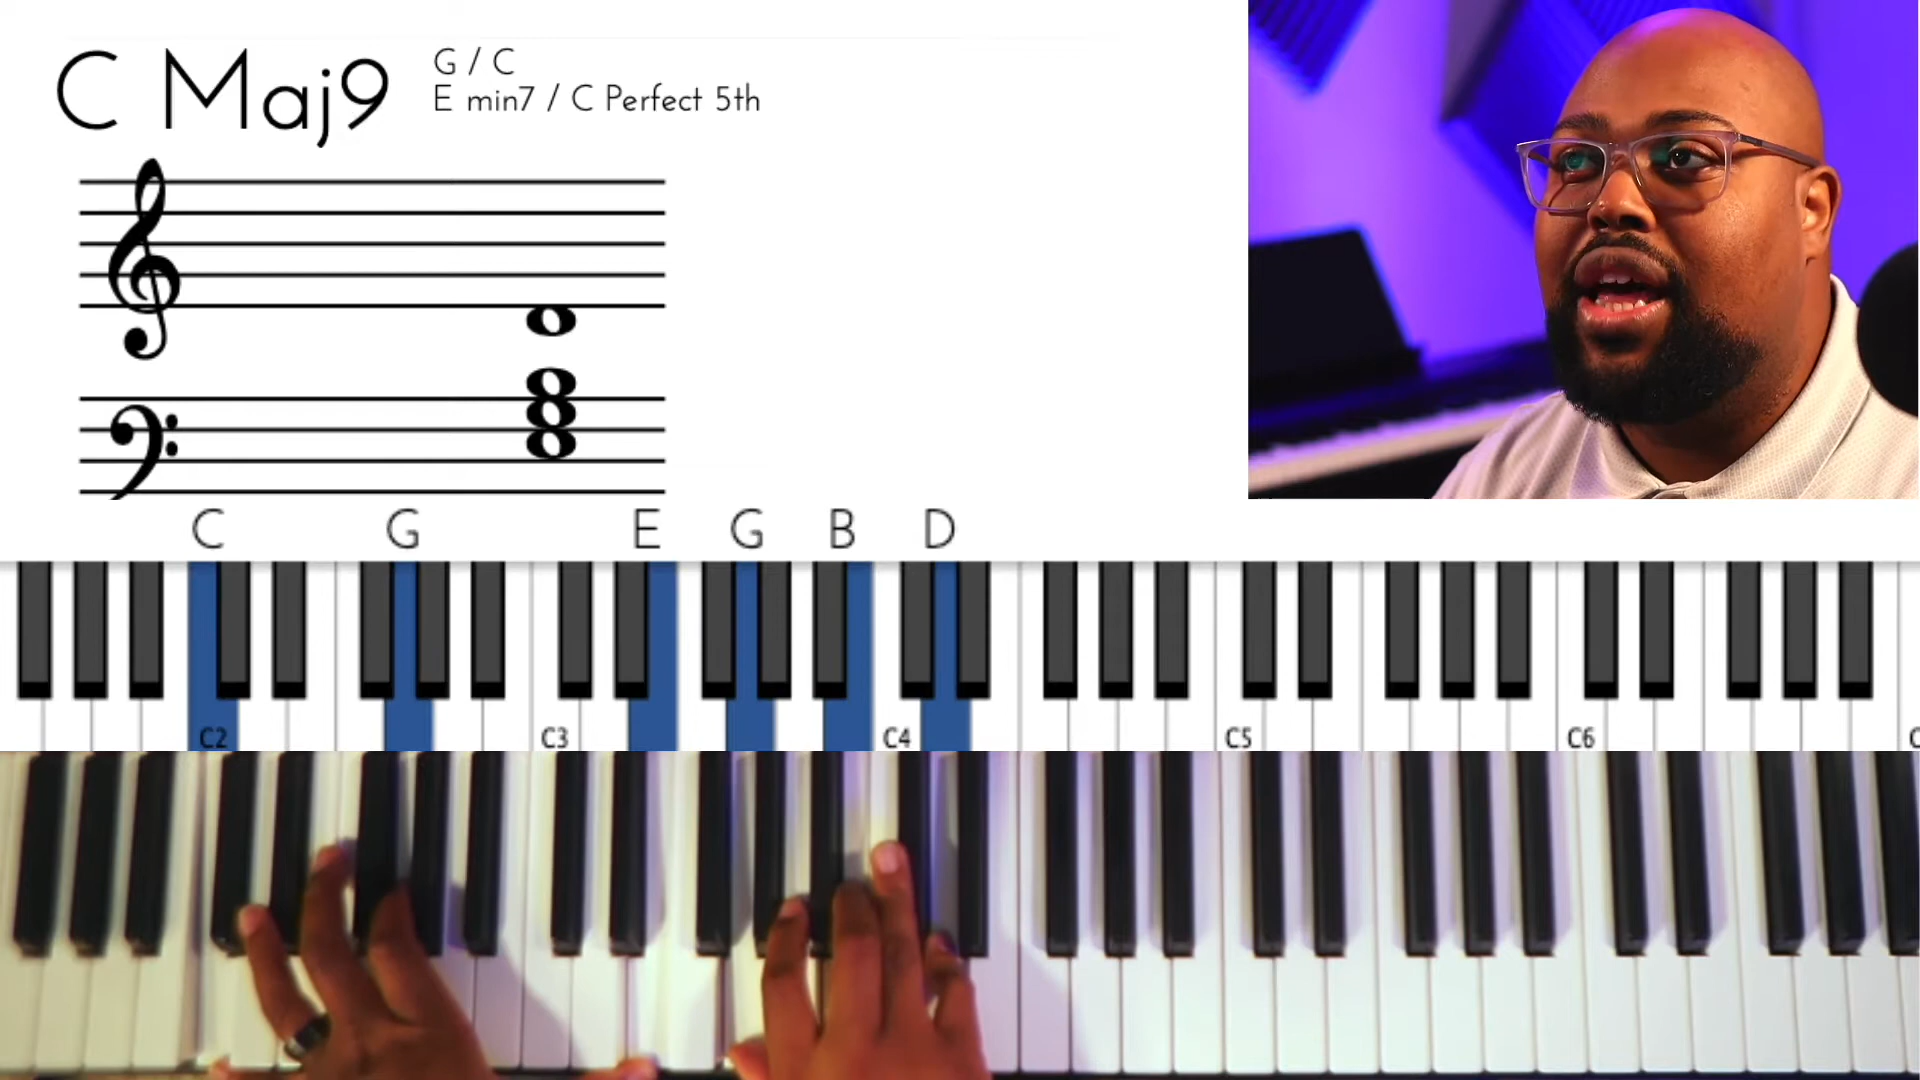 C Maj9
G / C
E min7 / C Perfect 5th
C G E G B D
C2 C3 C4 C5 C6 C